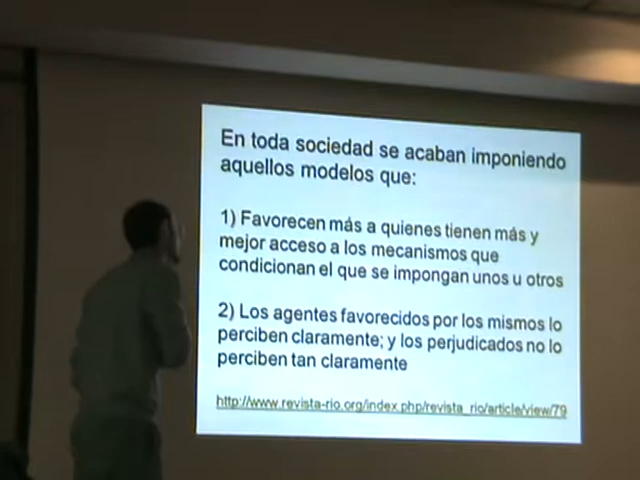 En toda sociedad se acaban imponiendo
aquellos modelos que:
1) Favorecen más a quienes tienen más y
mejor acceso a los mecanismos que
condicionan el que se impongan unos u otros
2) Los agentes favorecidos por los mismos lo
perciben claramente; y los perjudicados no lo
perciben tan claramente
http://www.revista-rio.org/index.php/revista_rio/article/view/79